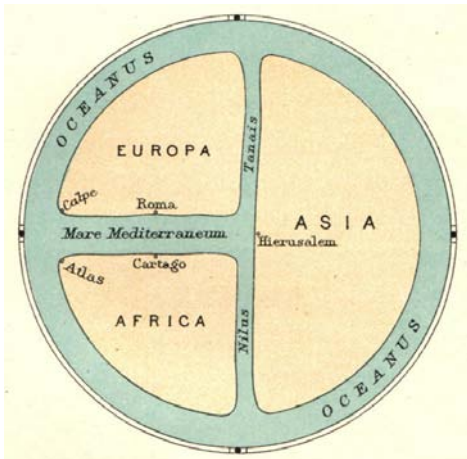 OCEANUS
EUROPA
Tanais
Calpe
Roma
ASIA
Mare Mediterraneum
Hierusalem
Atlas
Cartago
AFRICA
Nilus
OCEANUS